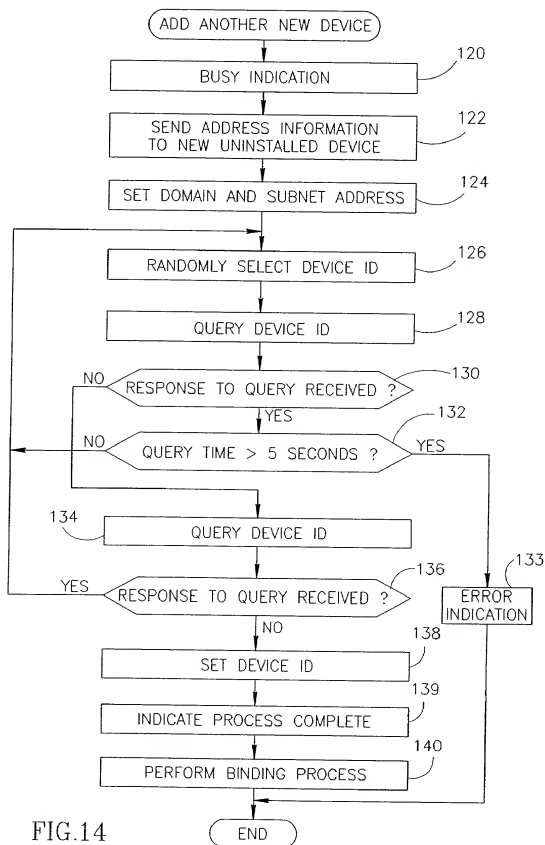 ADD ANOTHER NEW DEVICE
120
BUSY INDICATION
122
SEND ADDRESS INFORMATION
TO NEW UNINSTALLED DEVICE
124
SET DOMAIN AND SUBNET ADDRESS
126
RANDOMLY SELECT DEVICE ID
128
QUERY DEVICE ID
130
NO
RESPONSE TO QUERY RECEIVED ?
YES
132
NO
QUERY TIME > 5 SECONDS ?
YES
134
QUERY DEVICE ID
136
133
YES
RESPONSE TO QUERY RECEIVED ?
ERROR
INDICATION
NO
138
SET DEVICE ID
139
INDICATE PROCESS COMPLETE
140
PERFORM BINDING PROCESS
FIG.14
END